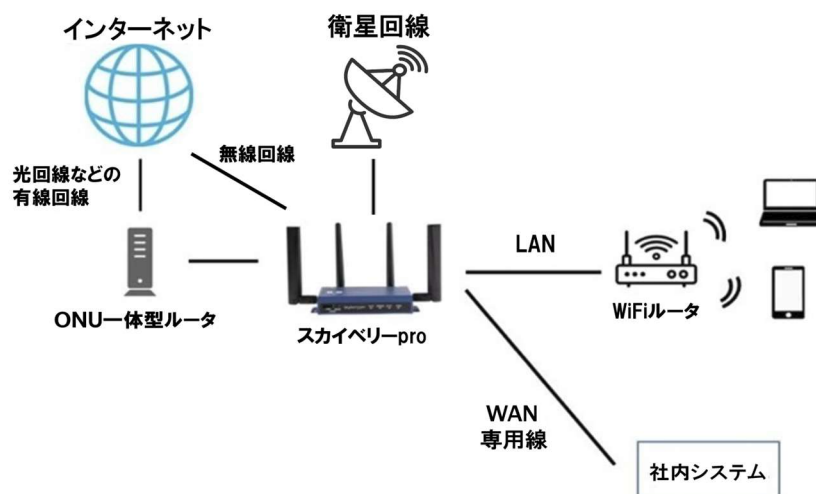 インターネット
衛星回線
光回線などの
有線回線
無線回線
ONU一体型ルータ
スカイベリーpro
LAN
WiFiルータ
WAN
専用線
社内システム